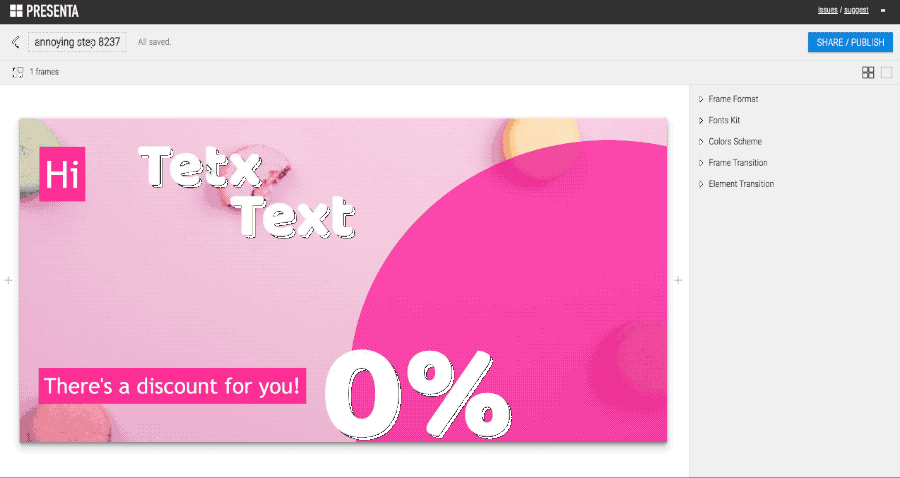 PRESENTA
issues / suggest
annoying step 8237
All saved.
SHARE / PUBLISH
1 frames
Frame Format
Fonts Kit
Colors Scheme
Frame Transition
Element Transition
Hi
Tetx
Text
There's a discount for you!
0%